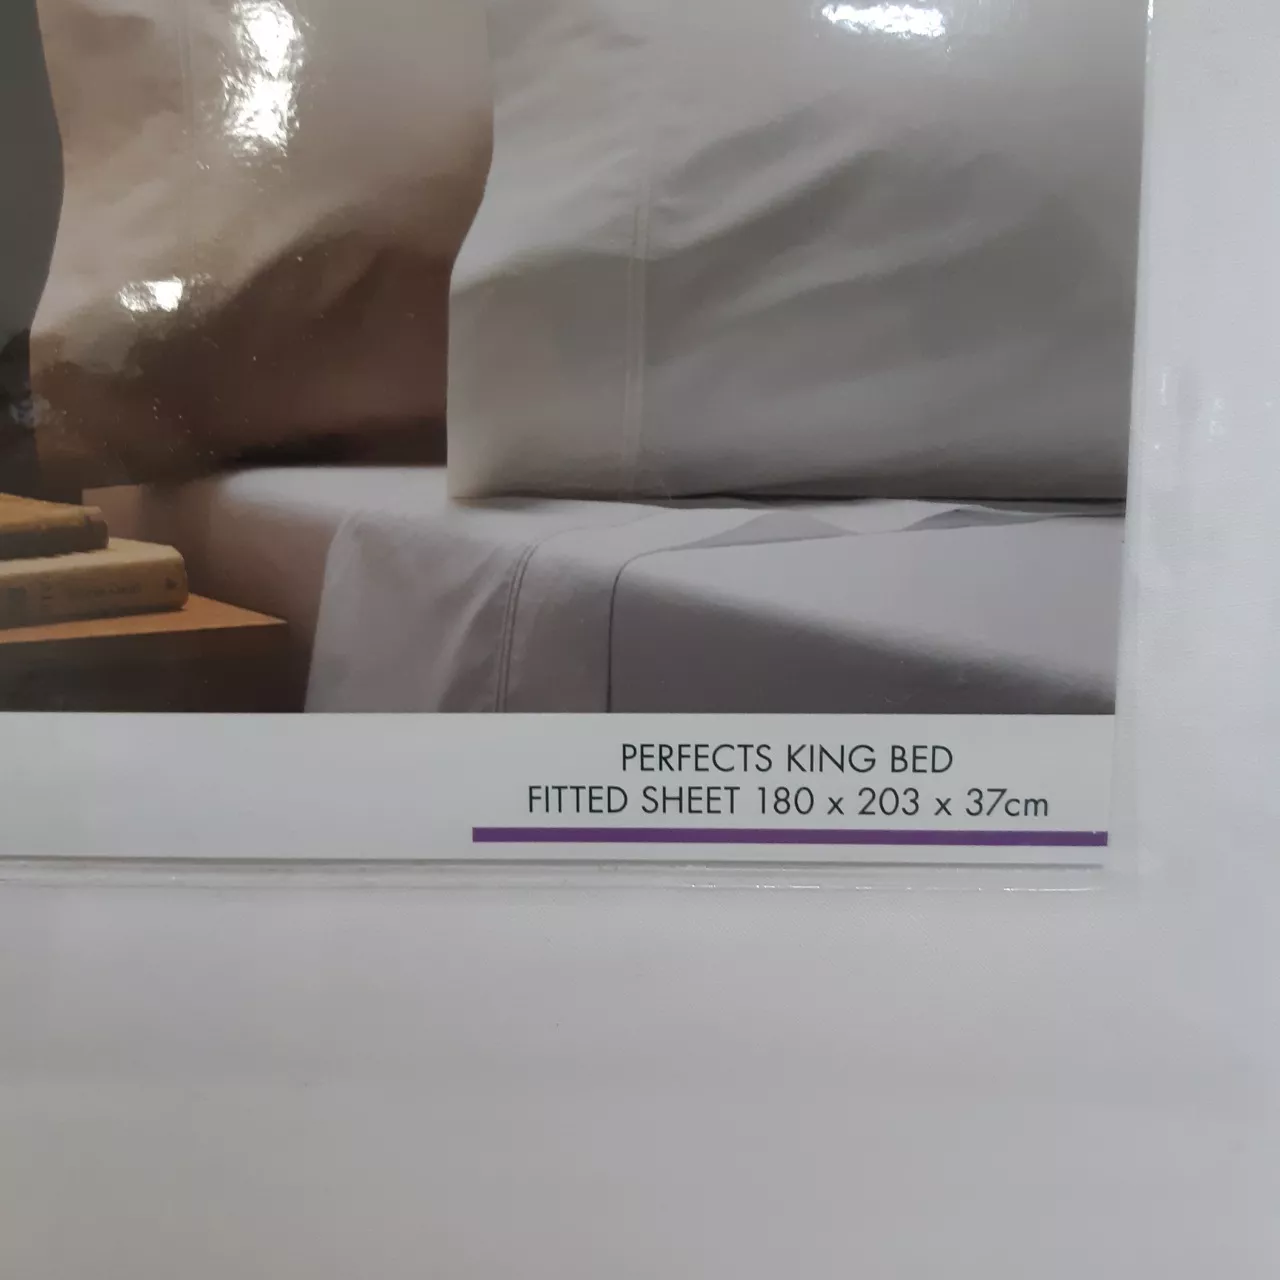 PERFECTS KING BED
FITTED SHEET 180 x 203 x 37cm